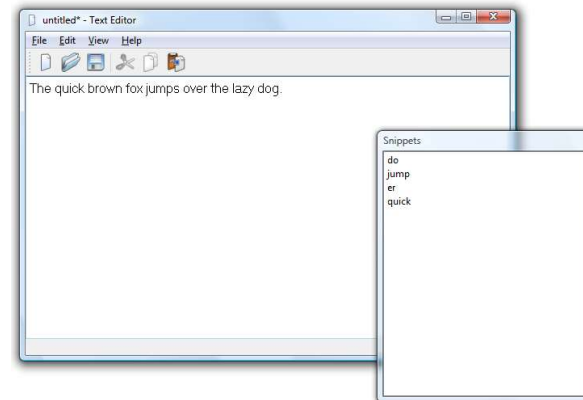 untitled* - Text Editor
File Edit View Help
The quick brown fox jumps over the lazy dog.
Snippets
do
jump
er
quick